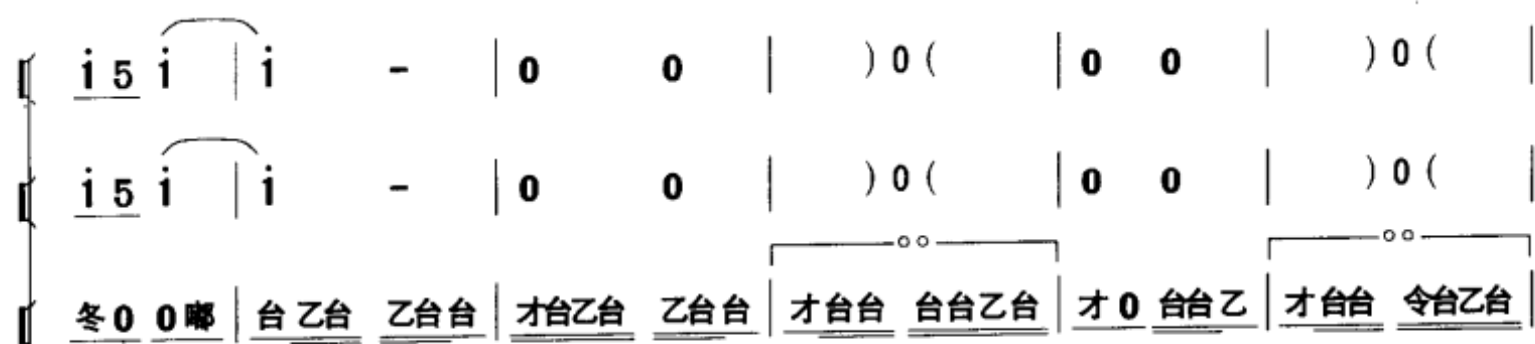 i 5 i | i - | 0 0 | ) 0 ( | 0 0 | ) 0 ( |
i 5 i | i - | 0 0 | ) 0 ( | 0 0 | ) 0 ( |
冬 0 0 嘟 | 台 乙台 乙台 台 | 才台乙台 乙台 台 | 才 台台 台台乙台 | 才 0 台台 乙 | 才 台台 令台乙台 |